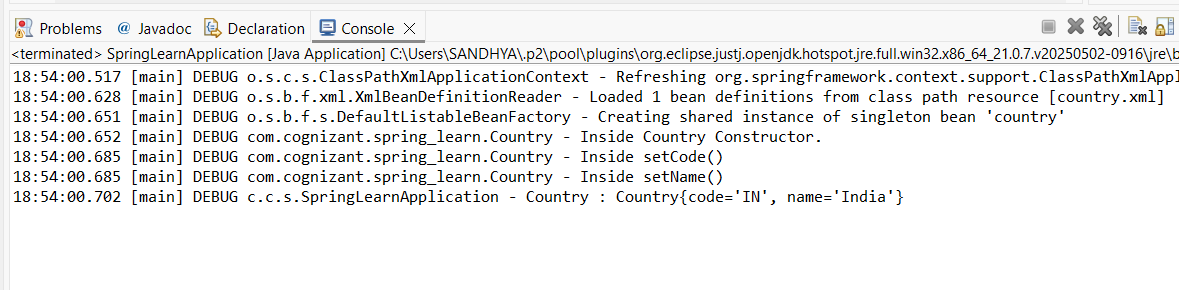 Problems @ Javadoc Declaration Console
<terminated> SpringLearnApplication [Java Application] C:\Users\SANDHYA\.p2\pool\plugins\org.eclipse.justj.openjdk.hotspot.jre.full.win32.x86_64_21.0.7.v20250502-0916\jre\b
18:54:00.517 [main] DEBUG o.s.c.s.ClassPathXmlApplicationContext - Refreshing org.springframework.context.support.ClassPathXmlAppl
18:54:00.628 [main] DEBUG o.s.b.f.xml.XmlBeanDefinitionReader - Loaded 1 bean definitions from class path resource [country.xml]
18:54:00.651 [main] DEBUG o.s.b.f.s.DefaultListableBeanFactory - Creating shared instance of singleton bean 'country'
18:54:00.652 [main] DEBUG com.cognizant.spring_learn.Country - Inside Country Constructor.
18:54:00.685 [main] DEBUG com.cognizant.spring_learn.Country - Inside setCode()
18:54:00.685 [main] DEBUG com.cognizant.spring_learn.Country - Inside setName()
18:54:00.702 [main] DEBUG c.c.s.SpringLearnApplication - Country : Country{code='IN', name='India'}